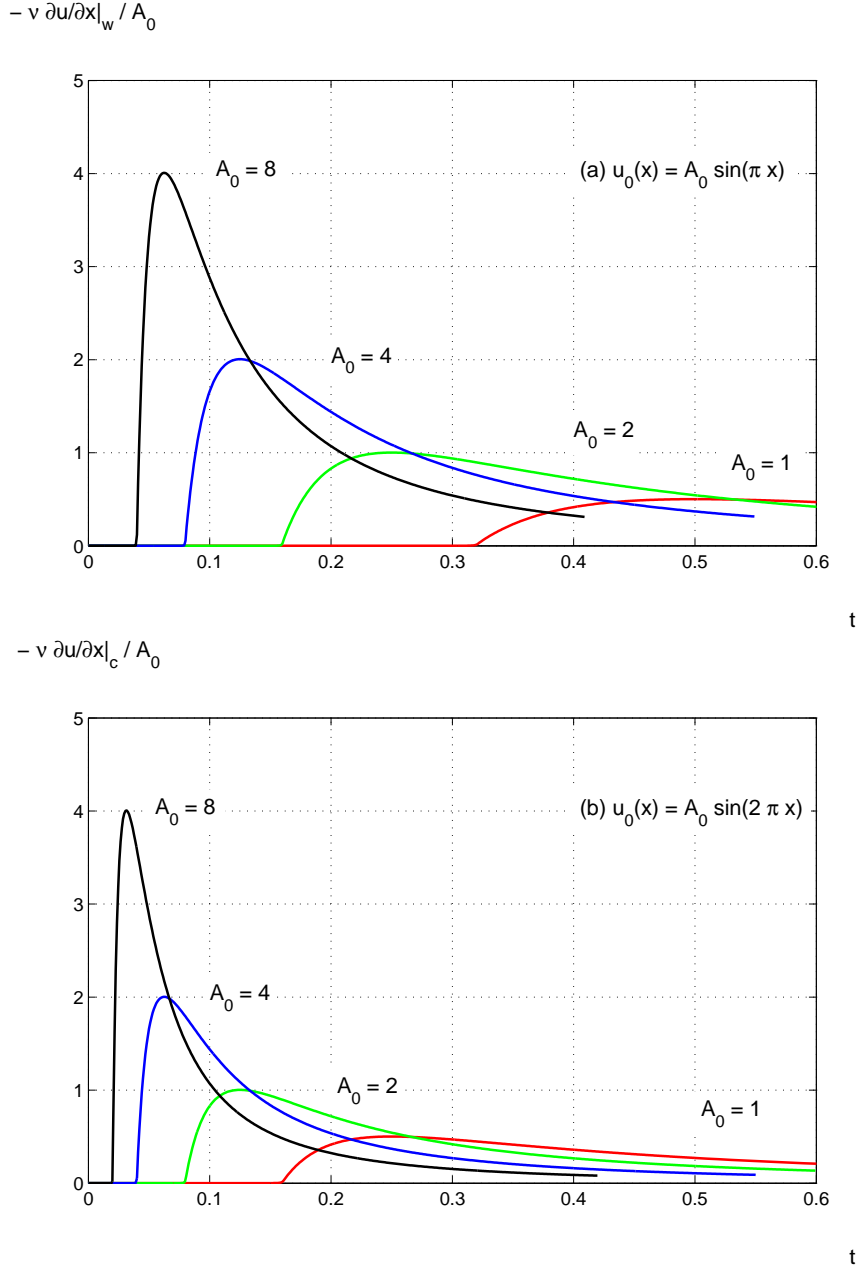 − ν ∂u/∂x|w / A0
5
4
3
2
1
0
A0 = 8
(a) u0(x) = A0 sin(π x)
A0 = 4
A0 = 2
A0 = 1
0 0.1 0.2 0.3 0.4 0.5 0.6
t
− ν ∂u/∂x|c / A0
5
4
3
2
1
0
A0 = 8
(b) u0(x) = A0 sin(2 π x)
A0 = 4
A0 = 2
A0 = 1
0 0.1 0.2 0.3 0.4 0.5 0.6
t